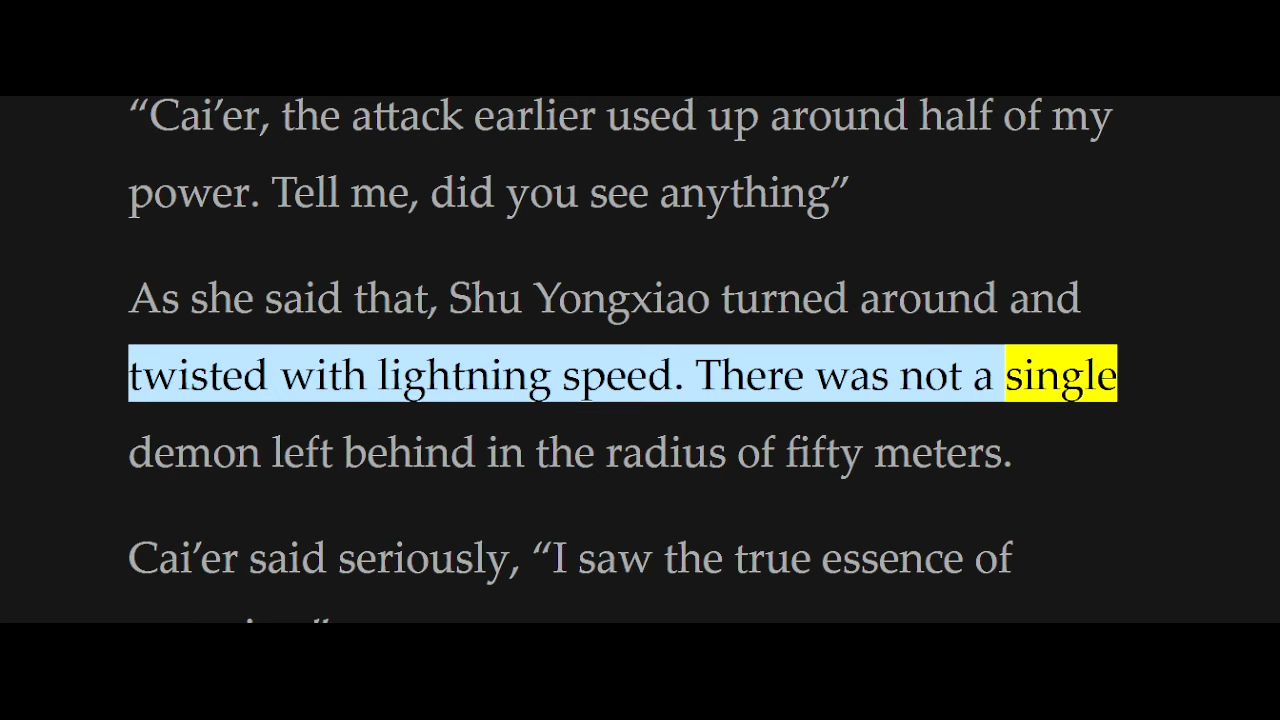 “Cai’er, the attack earlier used up around half of my
power. Tell me, did you see anything”
As she said that, Shu Yongxiao turned around and
twisted with lightning speed. There was not a single
demon left behind in the radius of fifty meters.
Cai’er said seriously, “I saw the true essence of